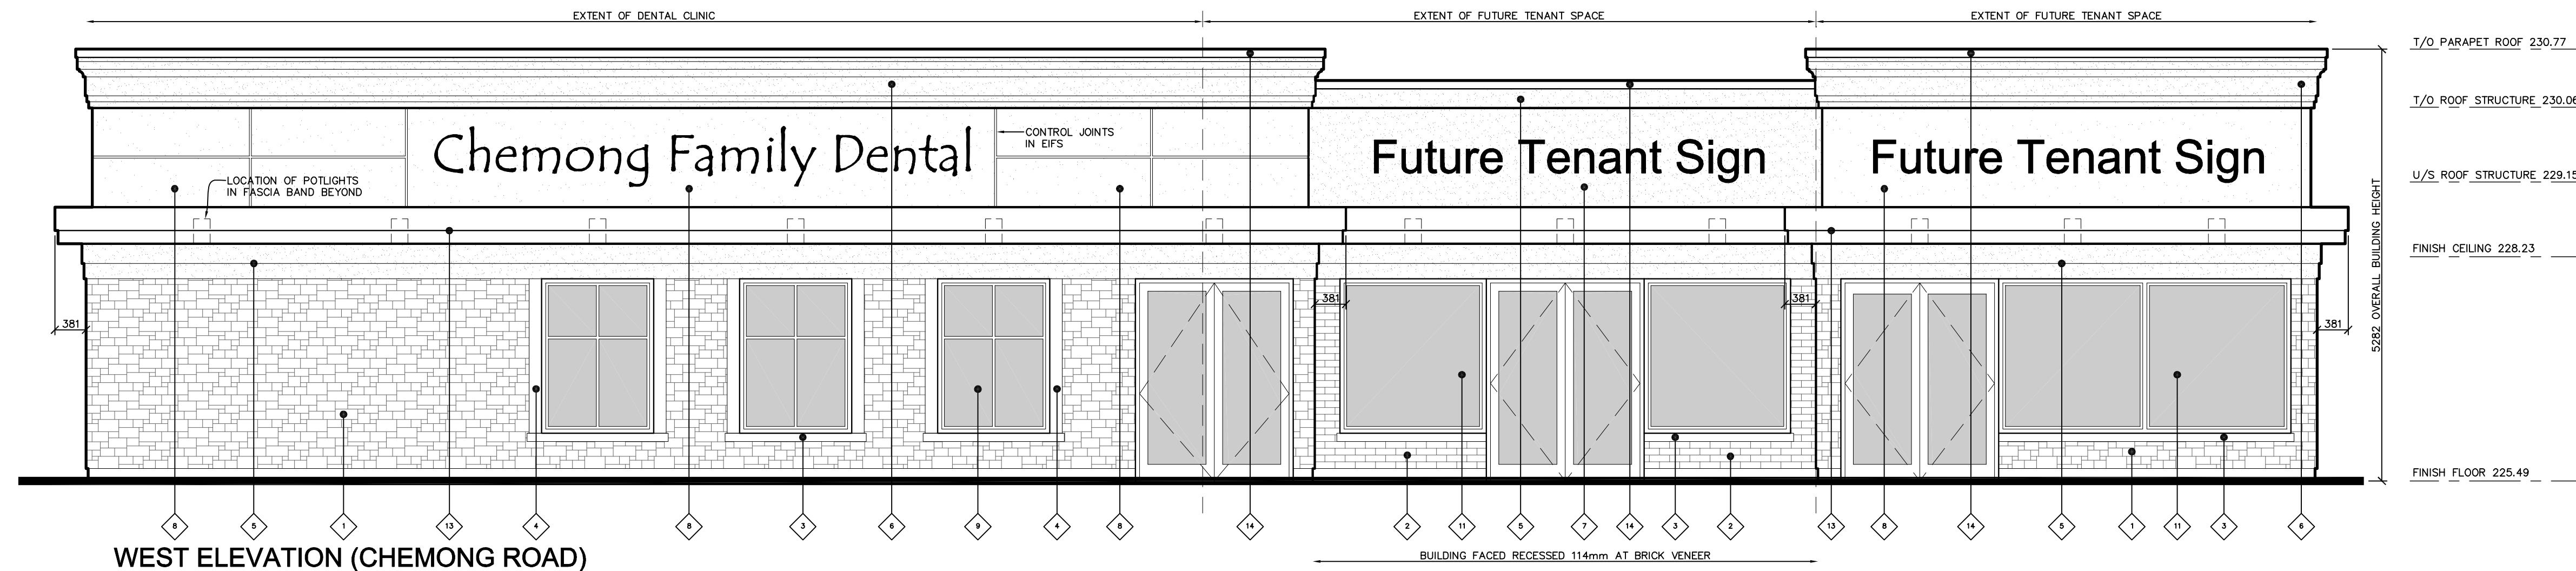 EXTENT OF DENTAL CLINIC
EXTENT OF FUTURE TENANT SPACE
EXTENT OF FUTURE TENANT SPACE
T/O PARAPET ROOF 230.77
T/O ROOF STRUCTURE 230.06
CONTROL JOINTS
IN EIFS
Chemong Family Dental
Future Tenant Sign
Future Tenant Sign
LOCATION OF POTLIGHTS
IN FASCIA BAND BEYOND
U/S ROOF STRUCTURE 229.15
FINISH CEILING 228.23
5282 OVERALL BUILDING HEIGHT
381
381
381
381
FINISH FLOOR 225.49
8
5
1
13
4
8
3
6
9
4
8
14
2
11
5
7
14
3
2
13
8
14
5
1
11
3
6
WEST ELEVATION (CHEMONG ROAD)
BUILDING FACED RECESSED 114mm AT BRICK VENEER